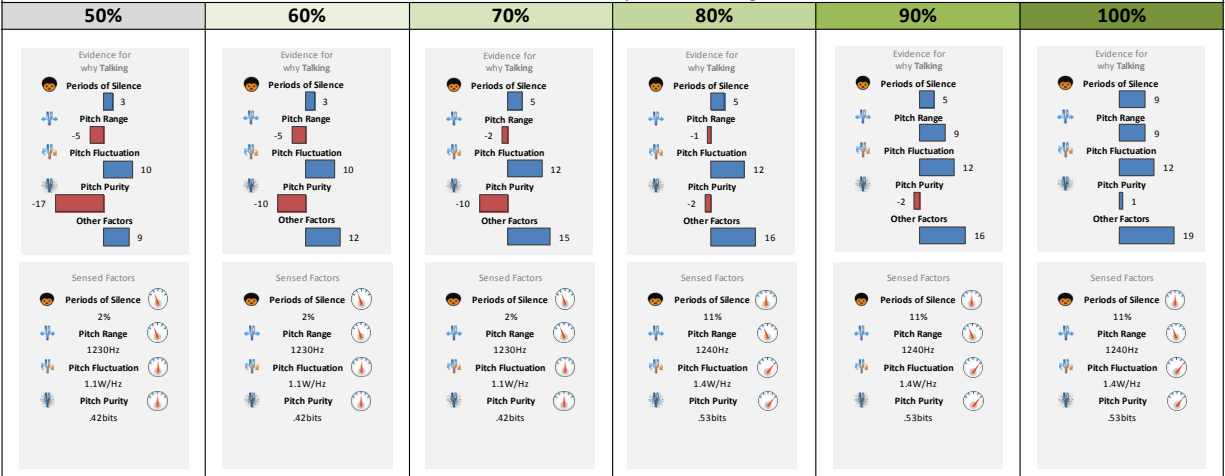 50%
60%
70%
80%
90%
100%
Evidence for
why Talking
Periods of Silence
3
Pitch Range
-5
Pitch Fluctuation
10
Pitch Purity
-17
Other Factors
9
Evidence for
why Talking
Periods of Silence
3
Pitch Range
-5
Pitch Fluctuation
10
Pitch Purity
-10
Other Factors
12
Evidence for
why Talking
Periods of Silence
5
Pitch Range
-2
Pitch Fluctuation
12
Pitch Purity
-10
Other Factors
15
Evidence for
why Talking
Periods of Silence
5
Pitch Range
-1
Pitch Fluctuation
12
Pitch Purity
-2
Other Factors
16
Evidence for
why Talking
Periods of Silence
5
Pitch Range
9
Pitch Fluctuation
12
Pitch Purity
-2
Other Factors
16
Evidence for
why Talking
Periods of Silence
9
Pitch Range
9
Pitch Fluctuation
12
Pitch Purity
1
Other Factors
19
Sensed Factors
Periods of Silence
2%
Pitch Range
1230Hz
Pitch Fluctuation
1.1W/Hz
Pitch Purity
.42bits
Sensed Factors
Periods of Silence
2%
Pitch Range
1230Hz
Pitch Fluctuation
1.1W/Hz
Pitch Purity
.42bits
Sensed Factors
Periods of Silence
2%
Pitch Range
1230Hz
Pitch Fluctuation
1.1W/Hz
Pitch Purity
.42bits
Sensed Factors
Periods of Silence
11%
Pitch Range
1240Hz
Pitch Fluctuation
1.4W/Hz
Pitch Purity
.53bits
Sensed Factors
Periods of Silence
11%
Pitch Range
1240Hz
Pitch Fluctuation
1.4W/Hz
Pitch Purity
.53bits
Sensed Factors
Periods of Silence
11%
Pitch Range
1240Hz
Pitch Fluctuation
1.4W/Hz
Pitch Purity
.53bits